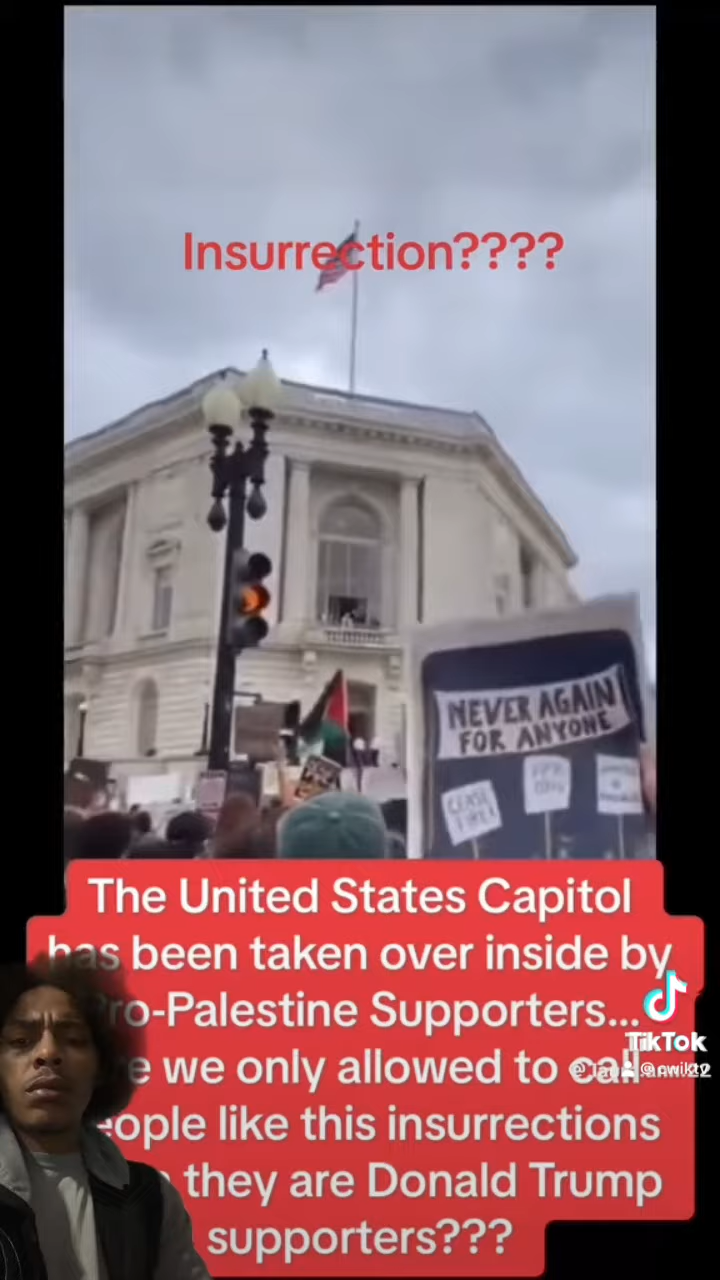 Insurrection????
NEVER AGAIN
FOR ANYONE
CEASE
FIRE!
The United States Capitol
has been taken over inside by
Pro-Palestine Supporters...
we only allowed to call
people like this insurrections
they are Donald Trump
supporters???
TikTok